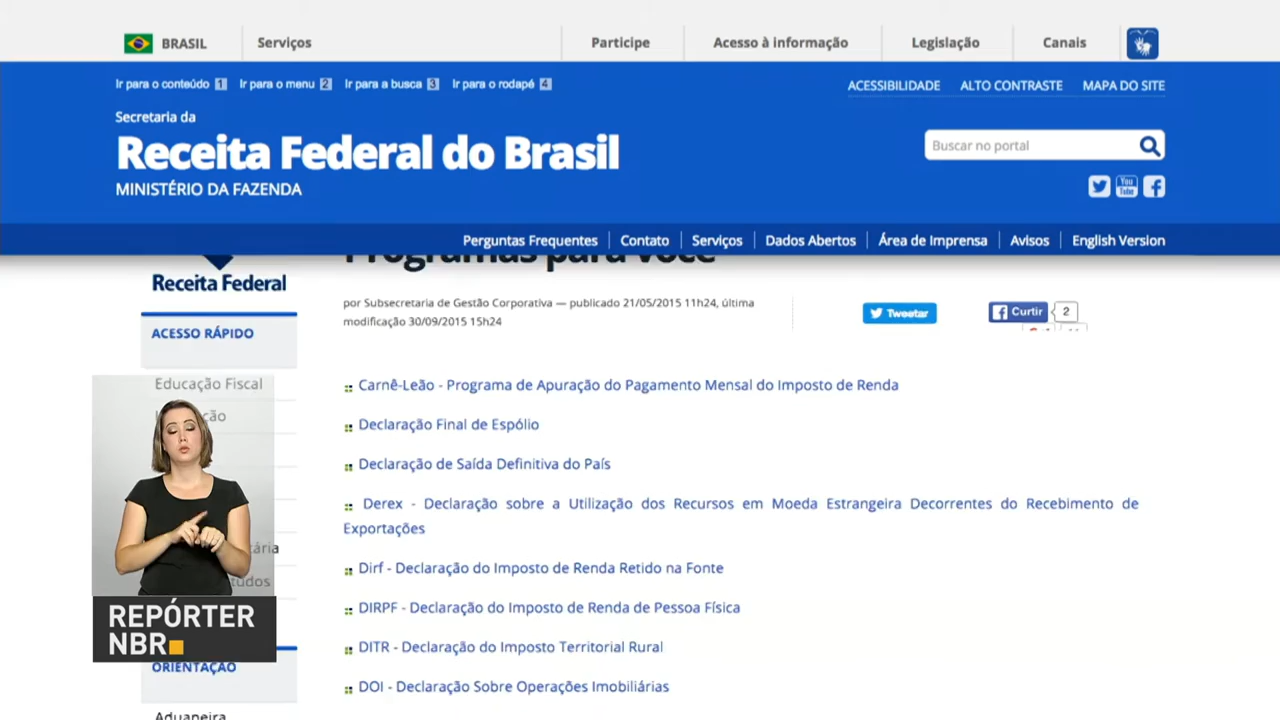 BRASIL Serviços Participe Acesso à informação Legislação Canais
Ir para o conteúdo 1 Ir para o menu 2 Ir para a busca 3 Ir para o rodapé 4
ACESSIBILIDADE ALTO CONTRASTE MAPA DO SITE
Secretaria da
Receita Federal do Brasil
MINISTÉRIO DA FAZENDA
Buscar no portal
You Tube
Perguntas Frequentes Contato Serviços Dados Abertos Área de Imprensa Avisos English Version
Programas para você
Receita Federal
por Subsecretaria de Gestão Corporativa — publicado 21/05/2015 11h24, última
modificação 30/09/2015 15h24
Tweetar
Curtir 2
ACESSO RÁPIDO
Educação Fiscal
Carnê-Leão - Programa de Apuração do Pagamento Mensal do Imposto de Renda
Declaração Final de Espólio
Declaração de Saída Definitiva do País
Derex - Declaração sobre a Utilização dos Recursos em Moeda Estrangeira Decorrentes do Recebimento de
Exportações
Dirf - Declaração do Imposto de Renda Retido na Fonte
DIRPF - Declaração do Imposto de Renda de Pessoa Física
DITR - Declaração do Imposto Territorial Rural
DOI - Declaração Sobre Operações Imobiliárias
REPÓRTER
NBR
ORIENTAÇÃO
Aduaneira